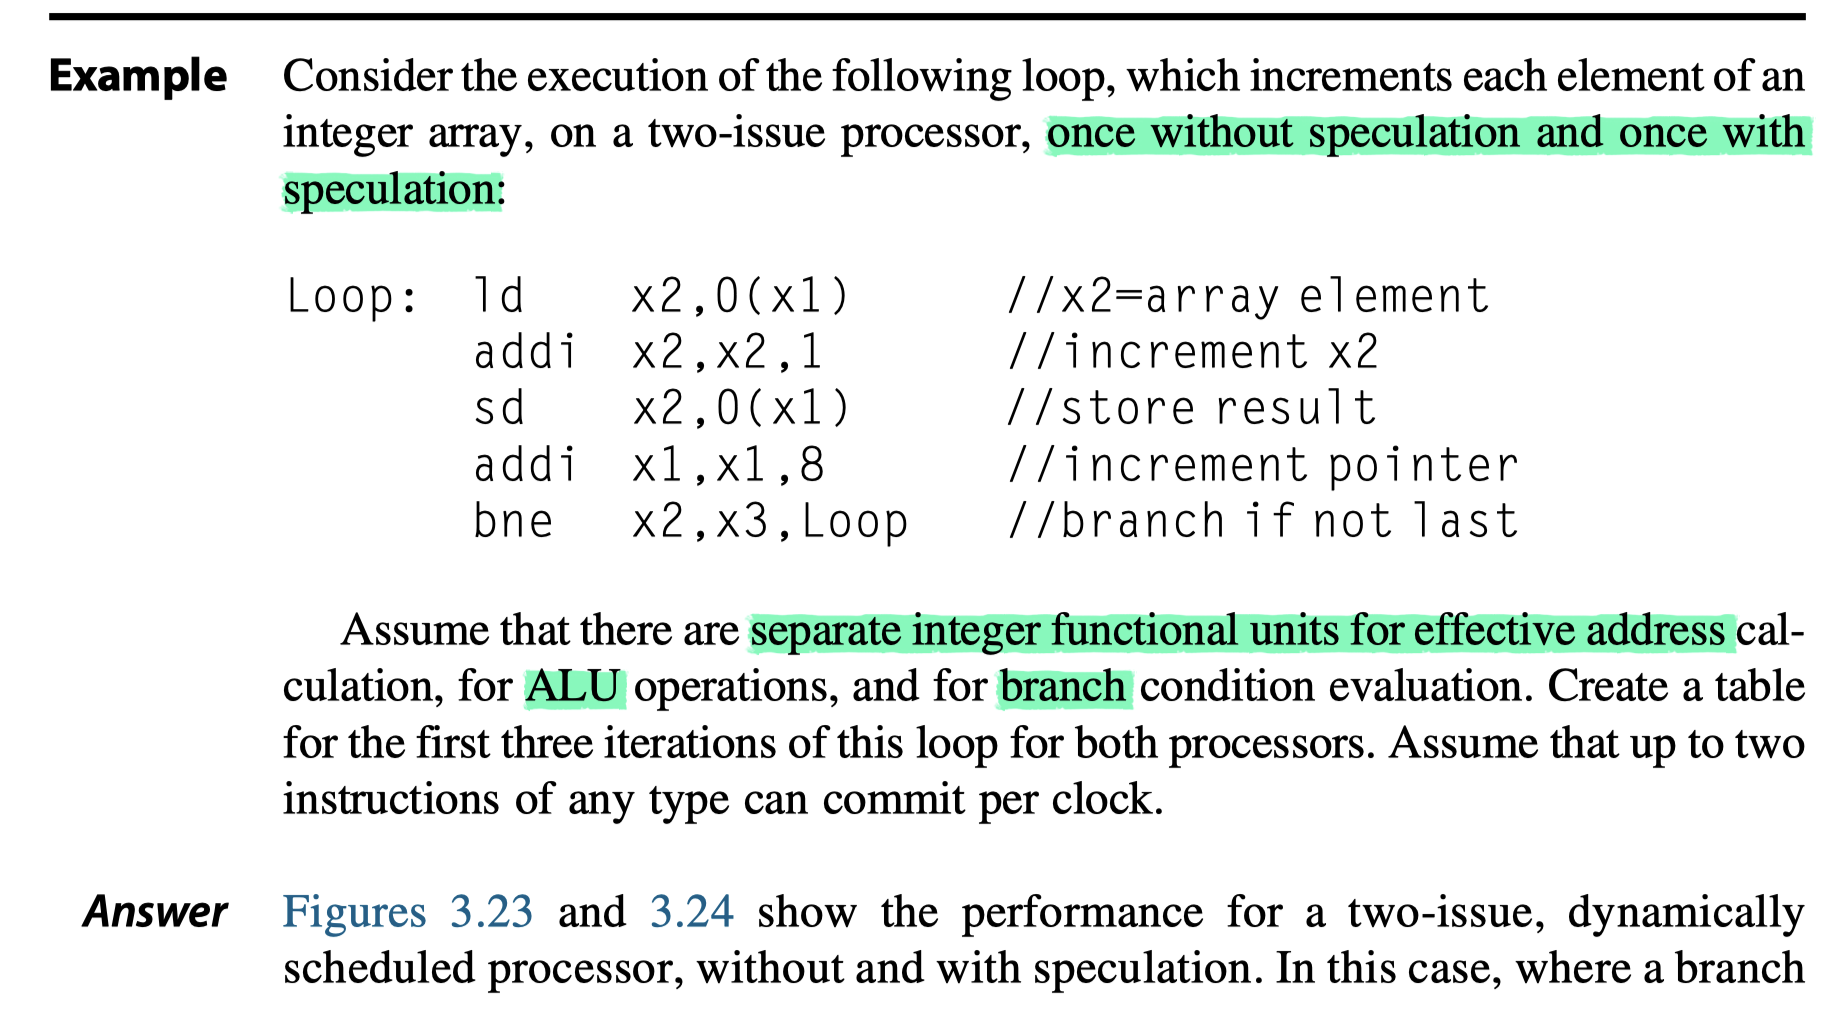 Example Consider the execution of the following loop, which increments each element of an
integer array, on a two-issue processor, once without speculation and once with
speculation:
Loop: ld x2,0(x1) //x2=array element
addi x2,x2,1 //increment x2
sd x2,0(x1) //store result
addi x1,x1,8 //increment pointer
bne x2,x3,Loop //branch if not last
Assume that there are separate integer functional units for effective address cal-
culation, for ALU operations, and for branch condition evaluation. Create a table
for the first three iterations of this loop for both processors. Assume that up to two
instructions of any type can commit per clock.
Answer Figures 3.23 and 3.24 show the performance for a two-issue, dynamically
scheduled processor, without and with speculation. In this case, where a branch